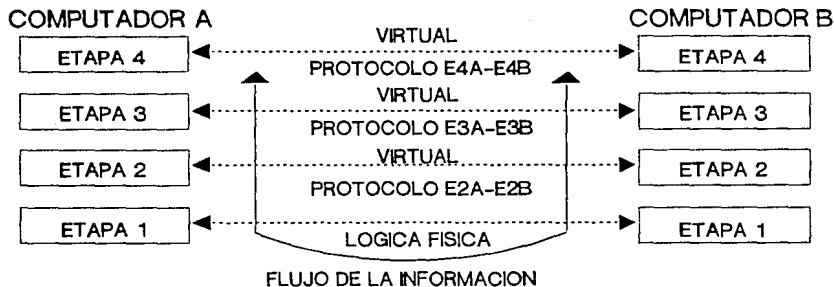 COMPUTADOR A
COMPUTADOR B
ETAPA 4
VIRTUAL
ETAPA 4
PROTOCOLO E4A-E4B
ETAPA 3
VIRTUAL
ETAPA 3
PROTOCOLO E3A-E3B
ETAPA 2
VIRTUAL
ETAPA 2
PROTOCOLO E2A-E2B
ETAPA 1
ETAPA 1
LOGICA FISICA
FLUJO DE LA INFORMACION